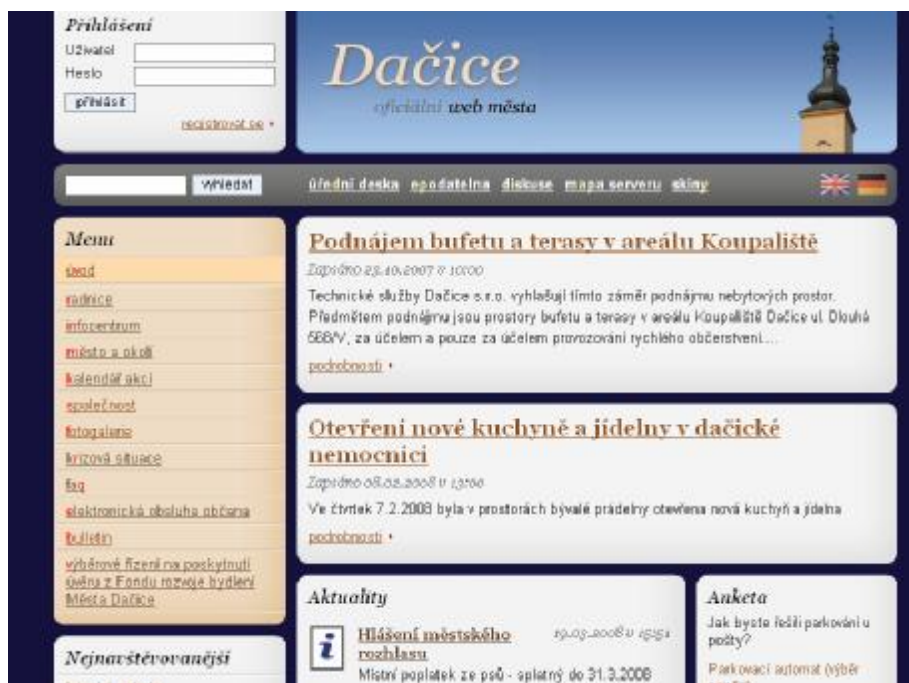 Přihlášení
Uživatel
Heslo
přihlásit
registrovat se
Dačice
oficiální web města
vyhledat
úřední deska epodatelna diskuse mapa serveru skiny
Menu
úvod
radnice
infocentrum
město a okolí
kalendář akcí
společnost
fotogalerie
krizová situace
faq
elektronická obsluha občana
bulletin
výběrové řízení na poskytnutí
úvěru z Fondu rozvoje bydlení
Města Dačice
Nejnavštěvovanější
Podnájem bufetu a terasy v areálu Koupaliště
Zapsáno 23.10.2007 v 10:00
Technické služby Dačice s.r.o. vyhlašují tímto záměr podnájmu nebytových prostor.
Předmětem podnájmu jsou prostory bufetu a terasy v areálu Koupaliště Dačice ul. Dlouhá
568/V, za účelem a pouze za účelem provozování rychlého občerstvení....
podrobnosti
Otevření nové kuchyně a jídelny v dačické
nemocnici
Zapsáno 08.02.2008 v 13:00
Ve čtvrtek 7.2.2008 byla v prostorách bývalé prádelny otevřena nová kuchyň a jídelna
podrobnosti
Aktuality
Hlášení městského
rozhlasu
19.03.2008 v 15:51
Místní poplatek ze psů - splatný do 31.3.2008
Anketa
Jak byste řešili parkování u
pošty?
Parkovací automat (výběr